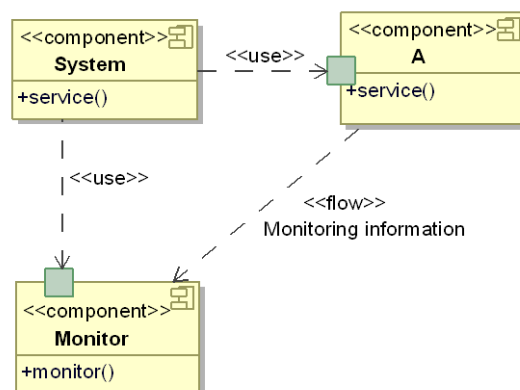 <<component>>
System
+service()
<<use>>
<<component>>
A
+service()
<<use>>
<<flow>>
Monitoring information
<<component>>
Monitor
+monitor()